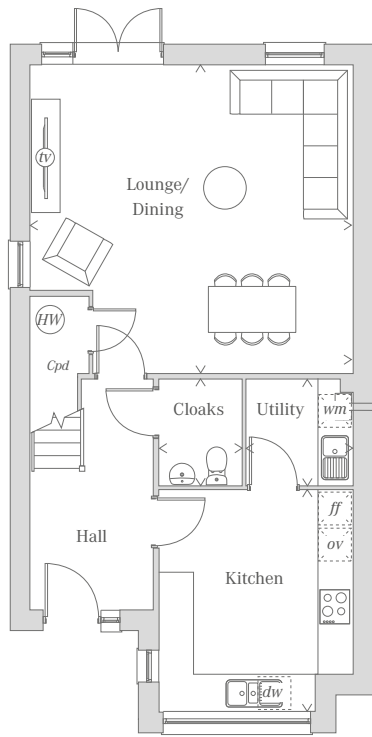 tv
Lounge/
Dining
HW
Cpd
Cloaks
Utility
wm
ff
ov
Hall
Kitchen
dw